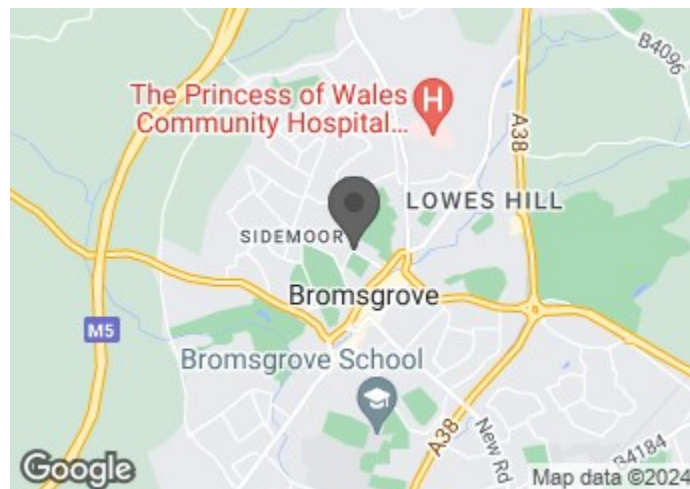 B4096
The Princess of Wales
Community Hospital...
H
A38
LOWES HILL
SIDEMOOR
Bromsgrove
M5
Bromsgrove School
A38
New Rd
B4184
Google
Map data ©2024